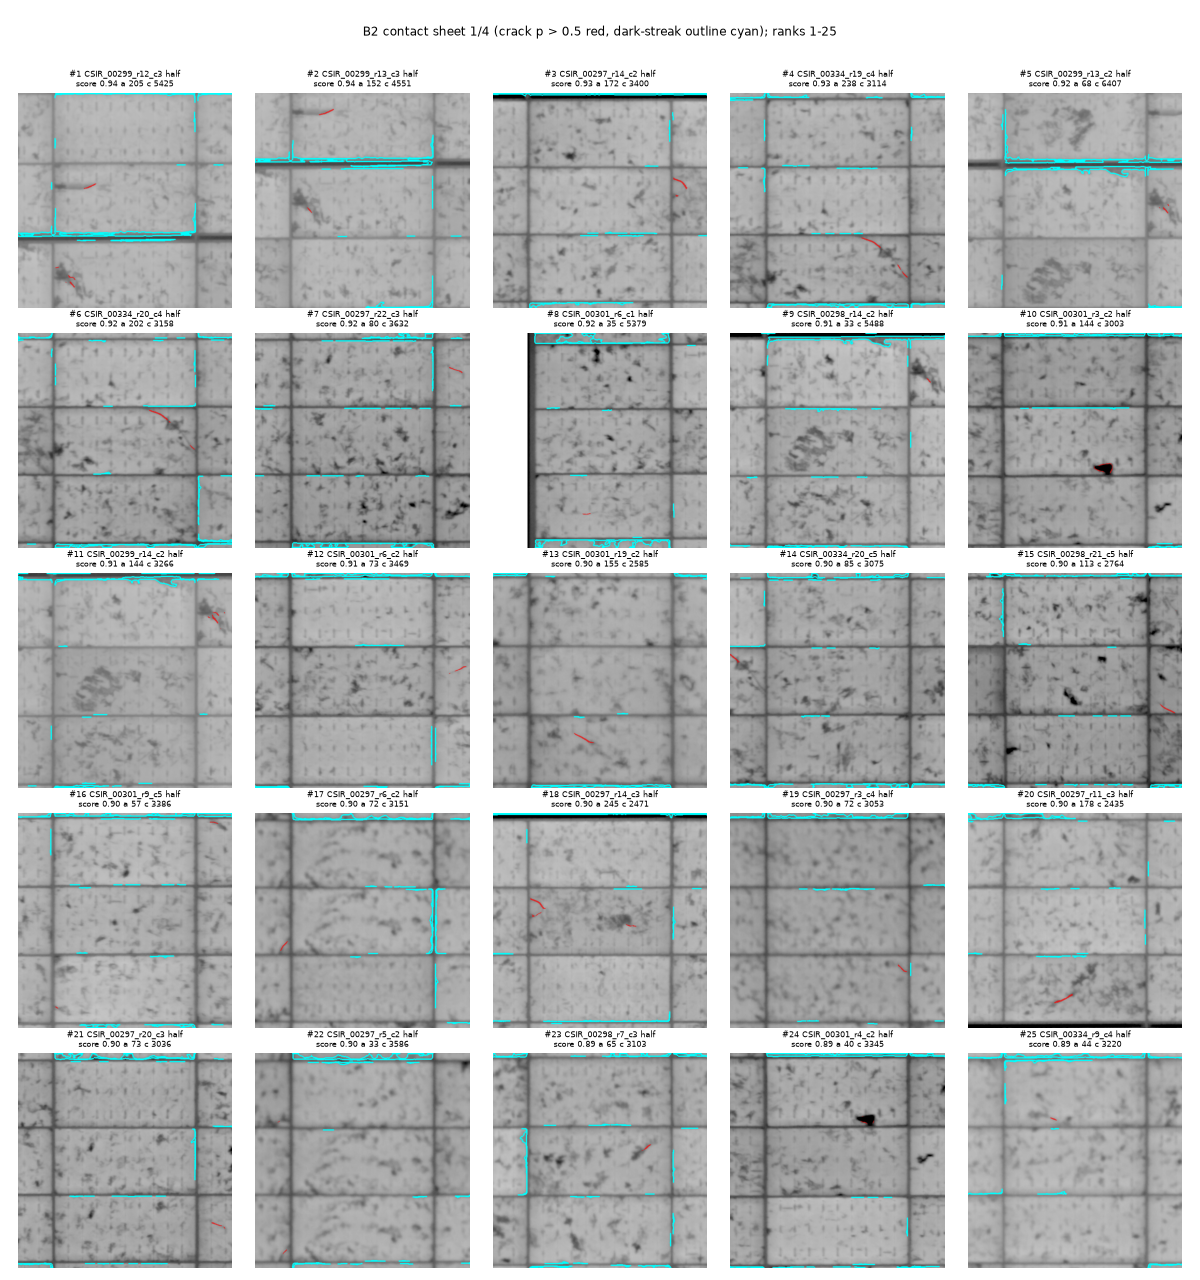 B2 contact sheet 1/4 (crack p > 0.5 red, dark-streak outline cyan); ranks 1-25
#1 CSIR_00299_r12_c3 half
score 0.94 a 205 c 5425
#2 CSIR_00299_r13_c3 half
score 0.94 a 152 c 4551
#3 CSIR_00297_r14_c2 half
score 0.93 a 172 c 3400
#4 CSIR_00334_r19_c4 half
score 0.93 a 238 c 3114
#5 CSIR_00299_r13_c2 half
score 0.92 a 68 c 6407
#6 CSIR_00334_r20_c4 half
score 0.92 a 202 c 3158
#7 CSIR_00297_r22_c3 half
score 0.92 a 80 c 3632
#8 CSIR_00301_r6_c1 half
score 0.92 a 35 c 5379
#9 CSIR_00298_r14_c2 half
score 0.91 a 33 c 5488
#10 CSIR_00301_r3_c2 half
score 0.91 a 144 c 3003
#11 CSIR_00299_r14_c2 half
score 0.91 a 144 c 3266
#12 CSIR_00301_r6_c2 half
score 0.91 a 73 c 3469
#13 CSIR_00301_r19_c2 half
score 0.90 a 155 c 2585
#14 CSIR_00334_r20_c5 half
score 0.90 a 85 c 3075
#15 CSIR_00298_r21_c5 half
score 0.90 a 113 c 2764
#16 CSIR_00301_r9_c5 half
score 0.90 a 57 c 3386
#17 CSIR_00297_r6_c2 half
score 0.90 a 72 c 3151
#18 CSIR_00297_r14_c3 half
score 0.90 a 245 c 2471
#19 CSIR_00297_r3_c4 half
score 0.90 a 72 c 3053
#20 CSIR_00297_r11_c3 half
score 0.90 a 178 c 2435
#21 CSIR_00297_r20_c3 half
score 0.90 a 73 c 3036
#22 CSIR_00297_r5_c2 half
score 0.90 a 33 c 3586
#23 CSIR_00298_r7_c3 half
score 0.89 a 65 c 3103
#24 CSIR_00301_r4_c2 half
score 0.89 a 40 c 3345
#25 CSIR_00334_r9_c4 half
score 0.89 a 44 c 3220